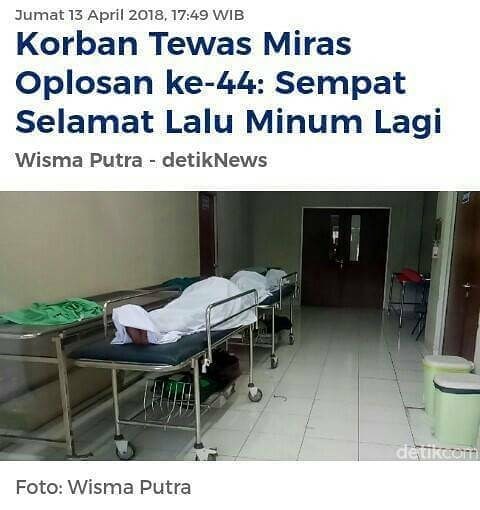 Jumat 13 April 2018, 17:49 WIB
Korban Tewas Miras
Oplosan ke-44: Sempat
Selamat Lalu Minum Lagi
Wisma Putra - detikNews
detikcom
Foto: Wisma Putra